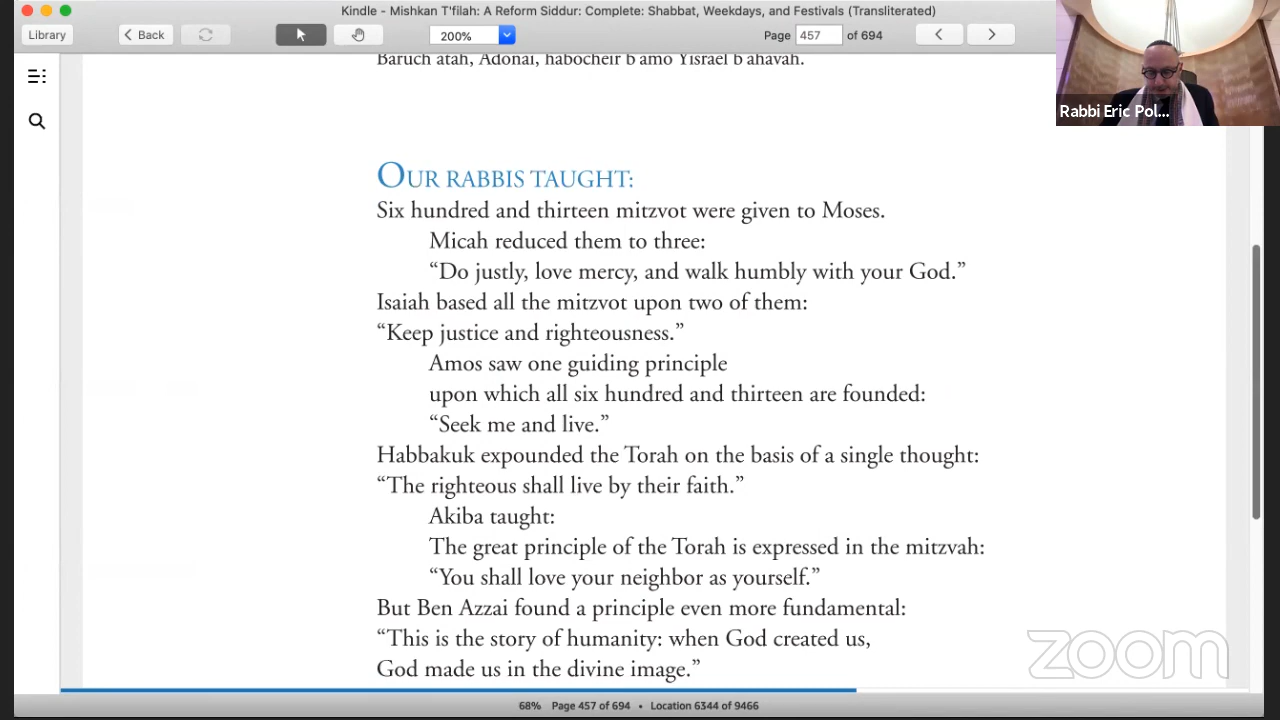 Kindle - Mishkan T'filah: A Reform Siddur: Complete: Shabbat, Weekdays, and Festivals (Transliterated)
Library
Back
200%
Page 457 of 694
Baruch atah, Adonai, habocheir b'amo Yisrael b'ahavah.
Rabbi Eric Pol...
OUR RABBIS TAUGHT:
Six hundred and thirteen mitzvot were given to Moses.
Micah reduced them to three:
“Do justly, love mercy, and walk humbly with your God.”
Isaiah based all the mitzvot upon two of them:
“Keep justice and righteousness.”
Amos saw one guiding principle
upon which all six hundred and thirteen are founded:
“Seek me and live.”
Habbakuk expounded the Torah on the basis of a single thought:
“The righteous shall live by their faith.”
Akiba taught:
The great principle of the Torah is expressed in the mitzvah:
“You shall love your neighbor as yourself.”
But Ben Azzai found a principle even more fundamental:
“This is the story of humanity: when God created us,
God made us in the divine image.”
zoom
68% Page 457 of 694 • Location 6344 of 9466